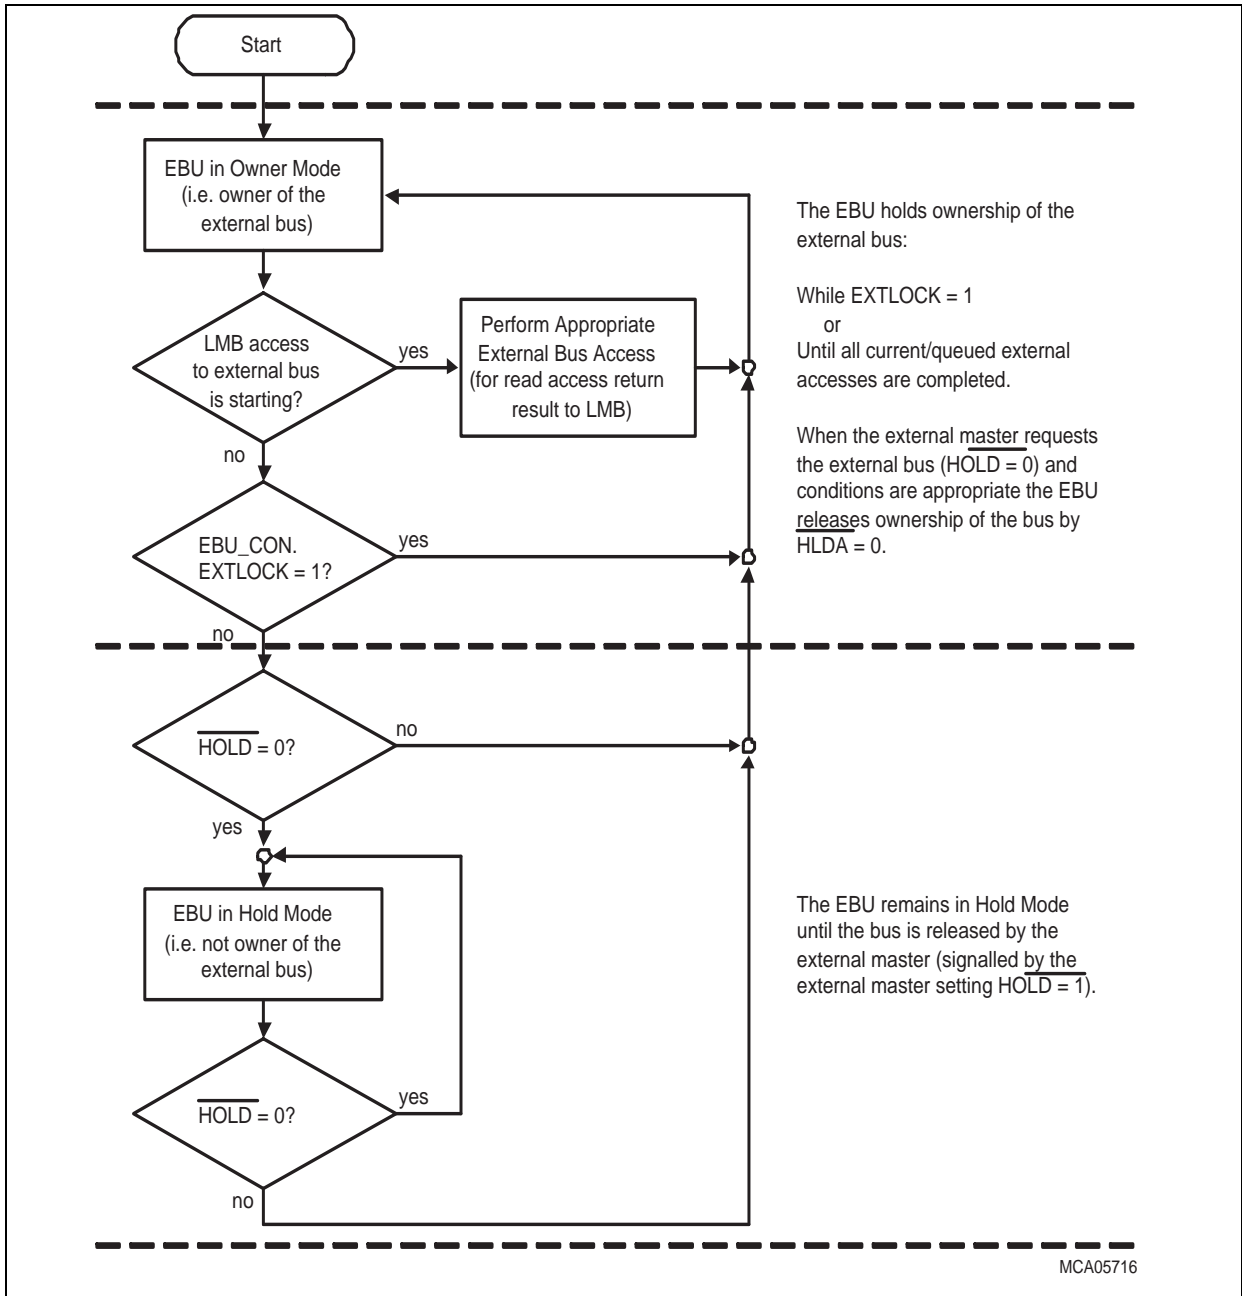 Start
EBU in Owner Mode
(i.e. owner of the
external bus)
The EBU holds ownership of the
external bus:
While EXTLOCK = 1
or
Until all current/queued external
accesses are completed.
When the external master requests
the external bus (HOLD = 0) and
conditions are appropriate the EBU
releases ownership of the bus by
HLDA = 0.
LMB access
to external bus
is starting?
yes
Perform Appropriate
External Bus Access
(for read access return
result to LMB)
no
EBU_CON.
EXTLOCK = 1?
yes
no
HOLD = 0?
no
yes
EBU in Hold Mode
(i.e. not owner of the
external bus)
The EBU remains in Hold Mode
until the bus is released by the
external master (signalled by the
external master setting HOLD = 1).
HOLD = 0?
yes
no
MCA05716